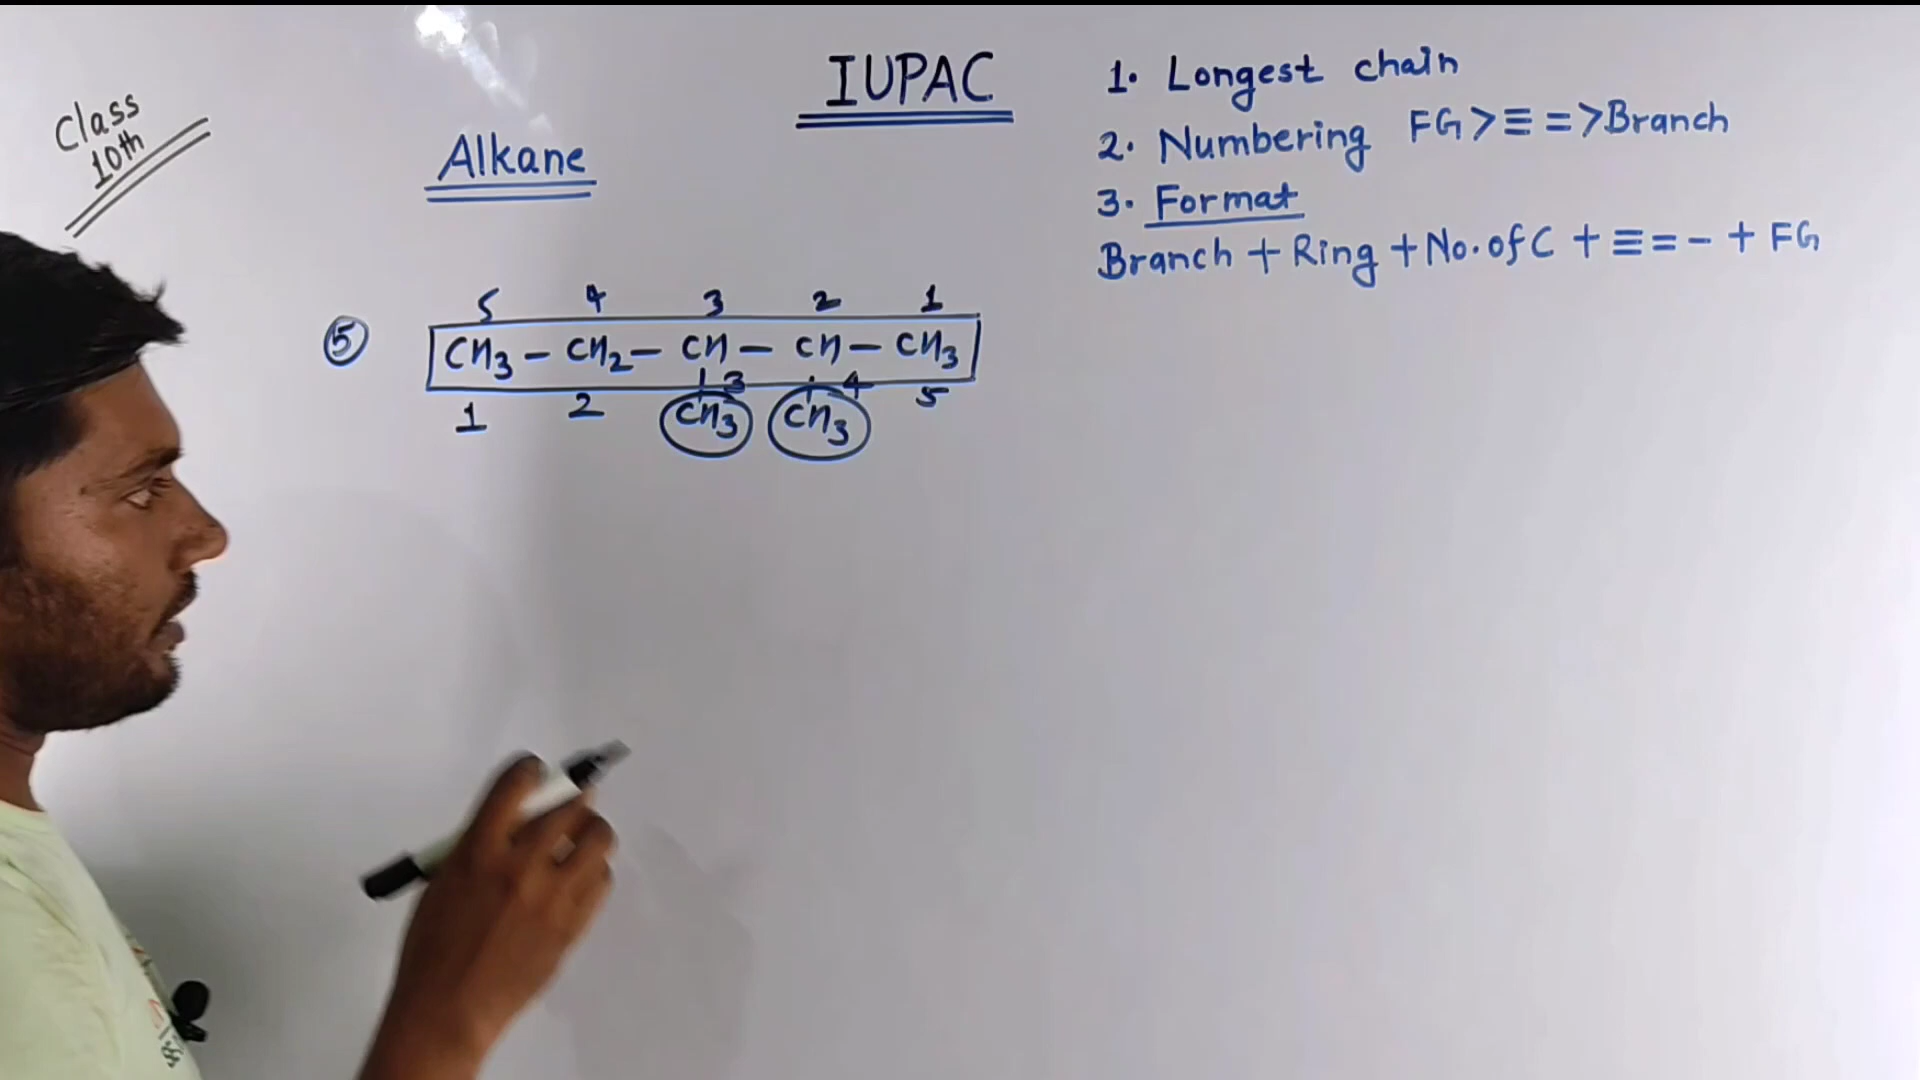 Class
10th
IUPAC
Alkane
1. Longest chain
2. Numbering FG > ≡ = > Branch
3. Format
Branch + Ring + No. of C + ≡ = - + FG
5 4 3 2 1
⑤ CH3 - CH2 - CH - CH - CH3
3 4
1 2 CH3 CH3 5